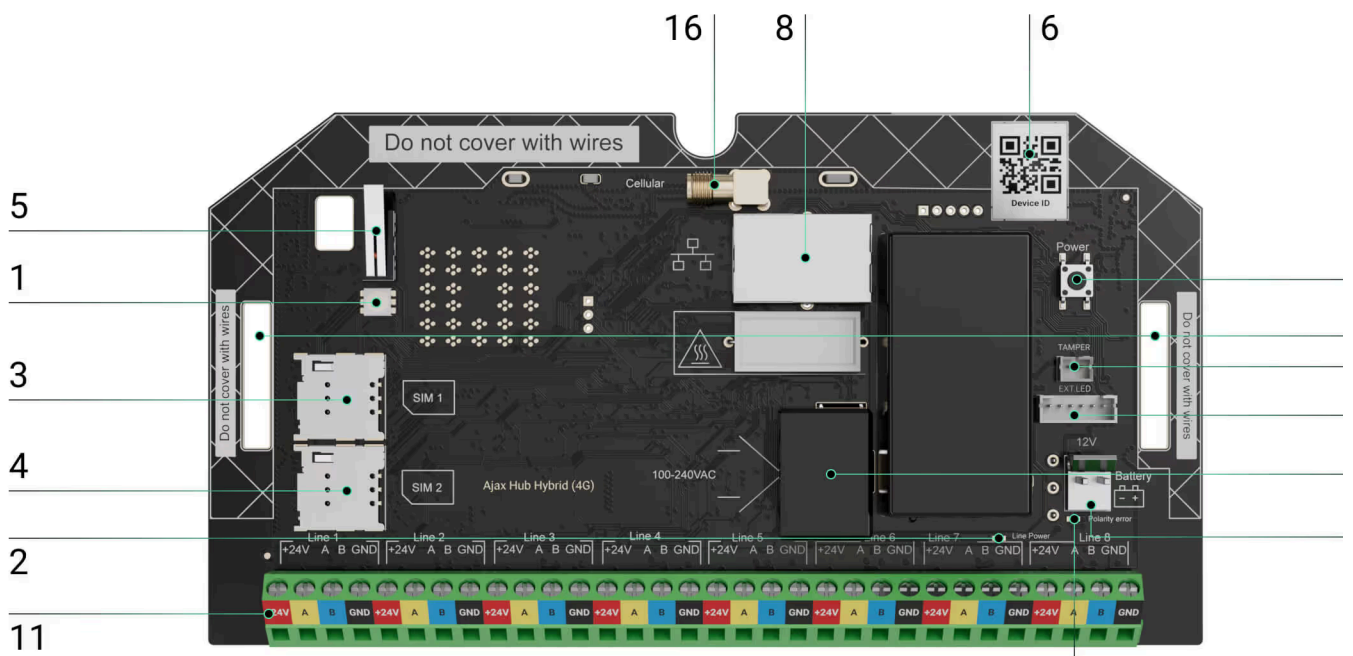 16 8 6
Do not cover with wires
Cellular
Device ID
5
Power
1
Do not cover with wires
Do not cover with wires
TAMPER
EXT.LED
3
SIM 1
12V
4
SIM 2
Ajax Hub Hybrid (4G)
100-240VAC
Battery
- +
Polarity error
Line 1 Line 2 Line 3 Line 4 Line 5 Line 6 Line 7 Line Power Line 8
+24V A B GND +24V A B GND +24V A B GND +24V A B GND +24V A B GND +24V A B GND +24V A B GND +24V A B GND
2
+24V A B GND +24V A B GND +24V A B GND +24V A B GND +24V A B GND +24V A B GND +24V A B GND +24V A B GND
11